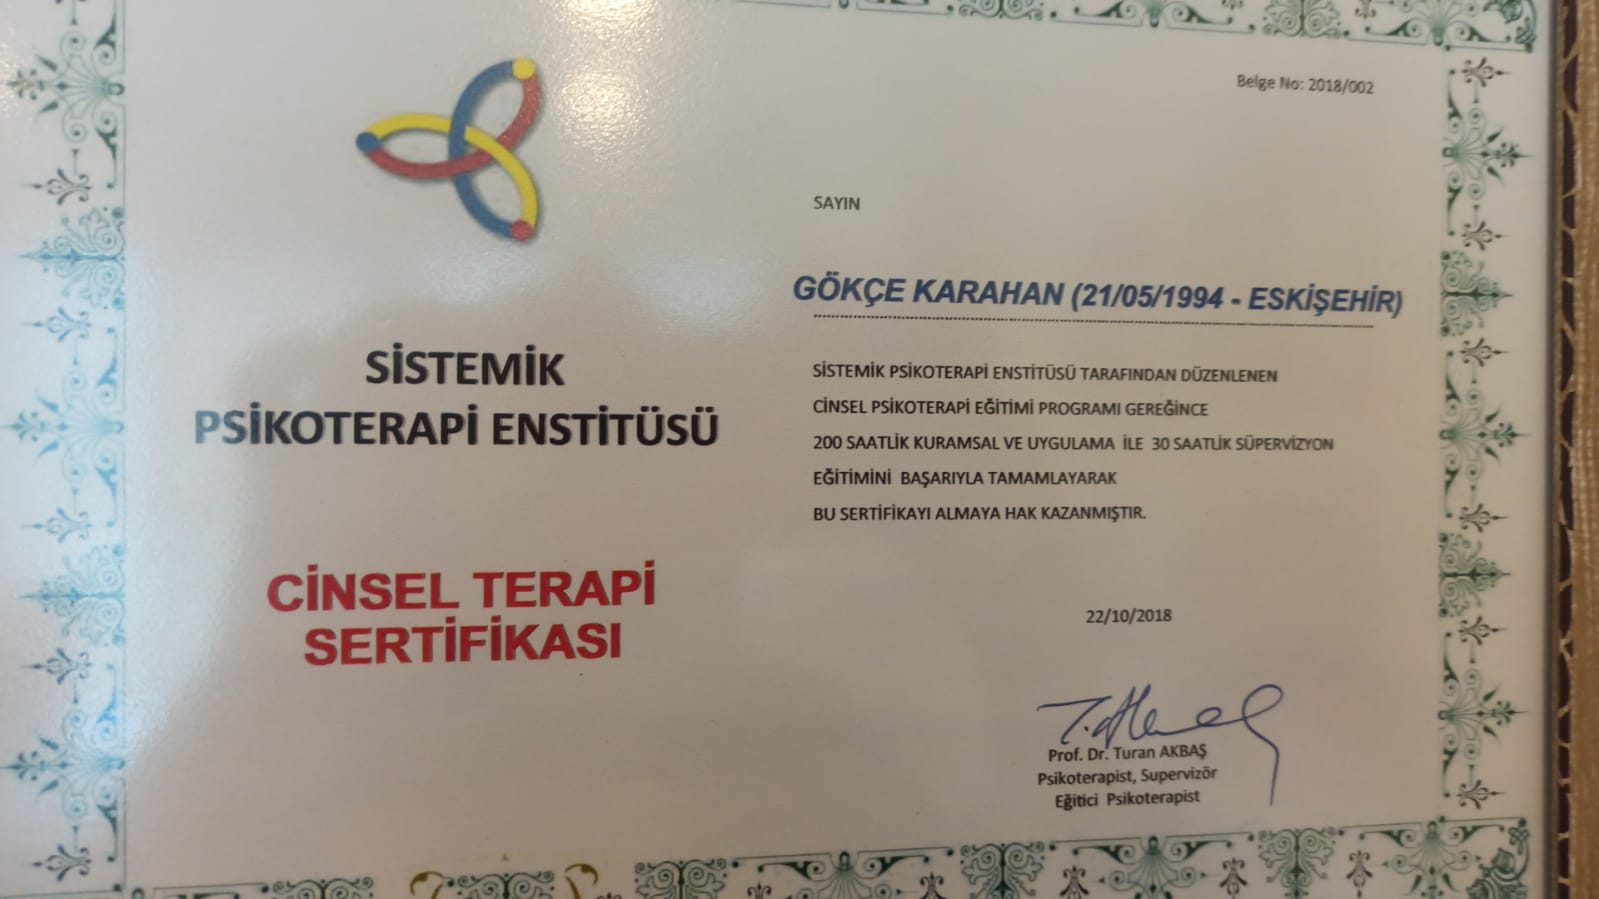 Belge No: 2018/002
SAYIN
GÖKÇE KARAHAN (21/05/1994 - ESKİŞEHİR)
SİSTEMİK
PSİKOTERAPİ ENSTİTÜSÜ
SİSTEMİK PSİKOTERAPİ ENSTİTÜSÜ TARAFINDAN DÜZENLENEN
CİNSEL PSİKOTERAPİ EĞİTİMİ PROGRAMI GEREĞİNCE
200 SAATLİK KURAMSAL VE UYGULAMA İLE 30 SAATLİK SÜPERVİZYON
EĞİTİMİNİ BAŞARIYLA TAMAMLAYARAK
BU SERTİFİKAYI ALMAYA HAK KAZANMIŞTIR.
CİNSEL TERAPİ
SERTİFİKASI
22/10/2018
Prof. Dr. Turan AKBAŞ
Psikoterapist, Supervizör
Eğitici Psikoterapist